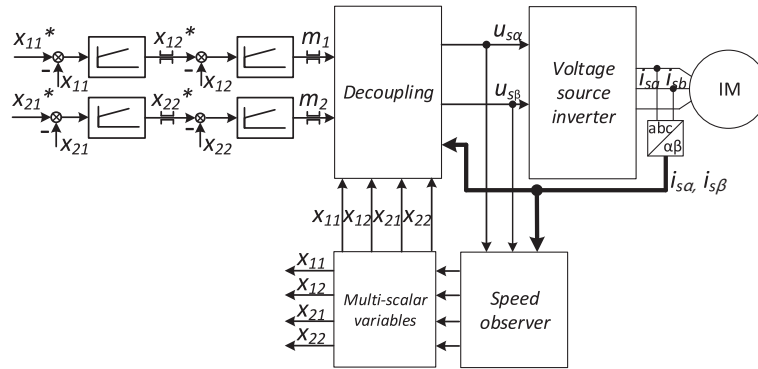 x11* x12* m1
x11 x12
x21* x22* m2
x21 x22
Decoupling
usα
usβ
Voltage
source
inverter
isa isb
IM
abc
αβ
isα, isβ
x11 x12 x21 x22
x11
x12
x21
x22
Multi-scalar
variables
Speed
observer